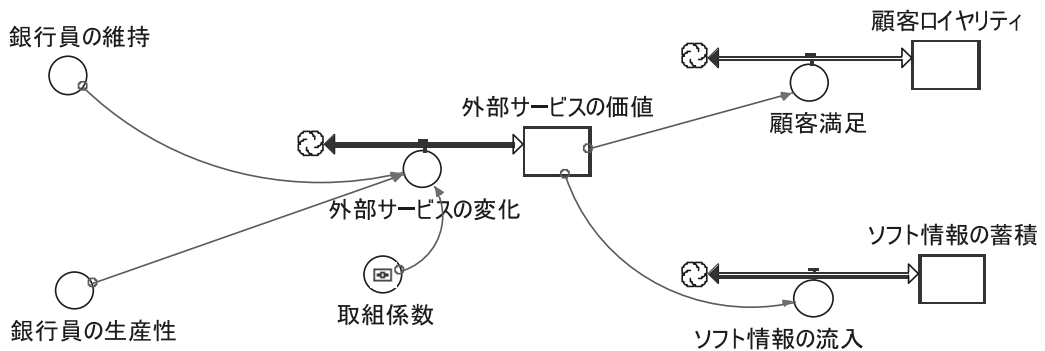 銀行員の維持
顧客ロイヤリティ
外部サービスの価値
顧客満足
外部サービスの変化
ソフト情報の蓄積
取組係数
銀行員の生産性
ソフト情報の流入